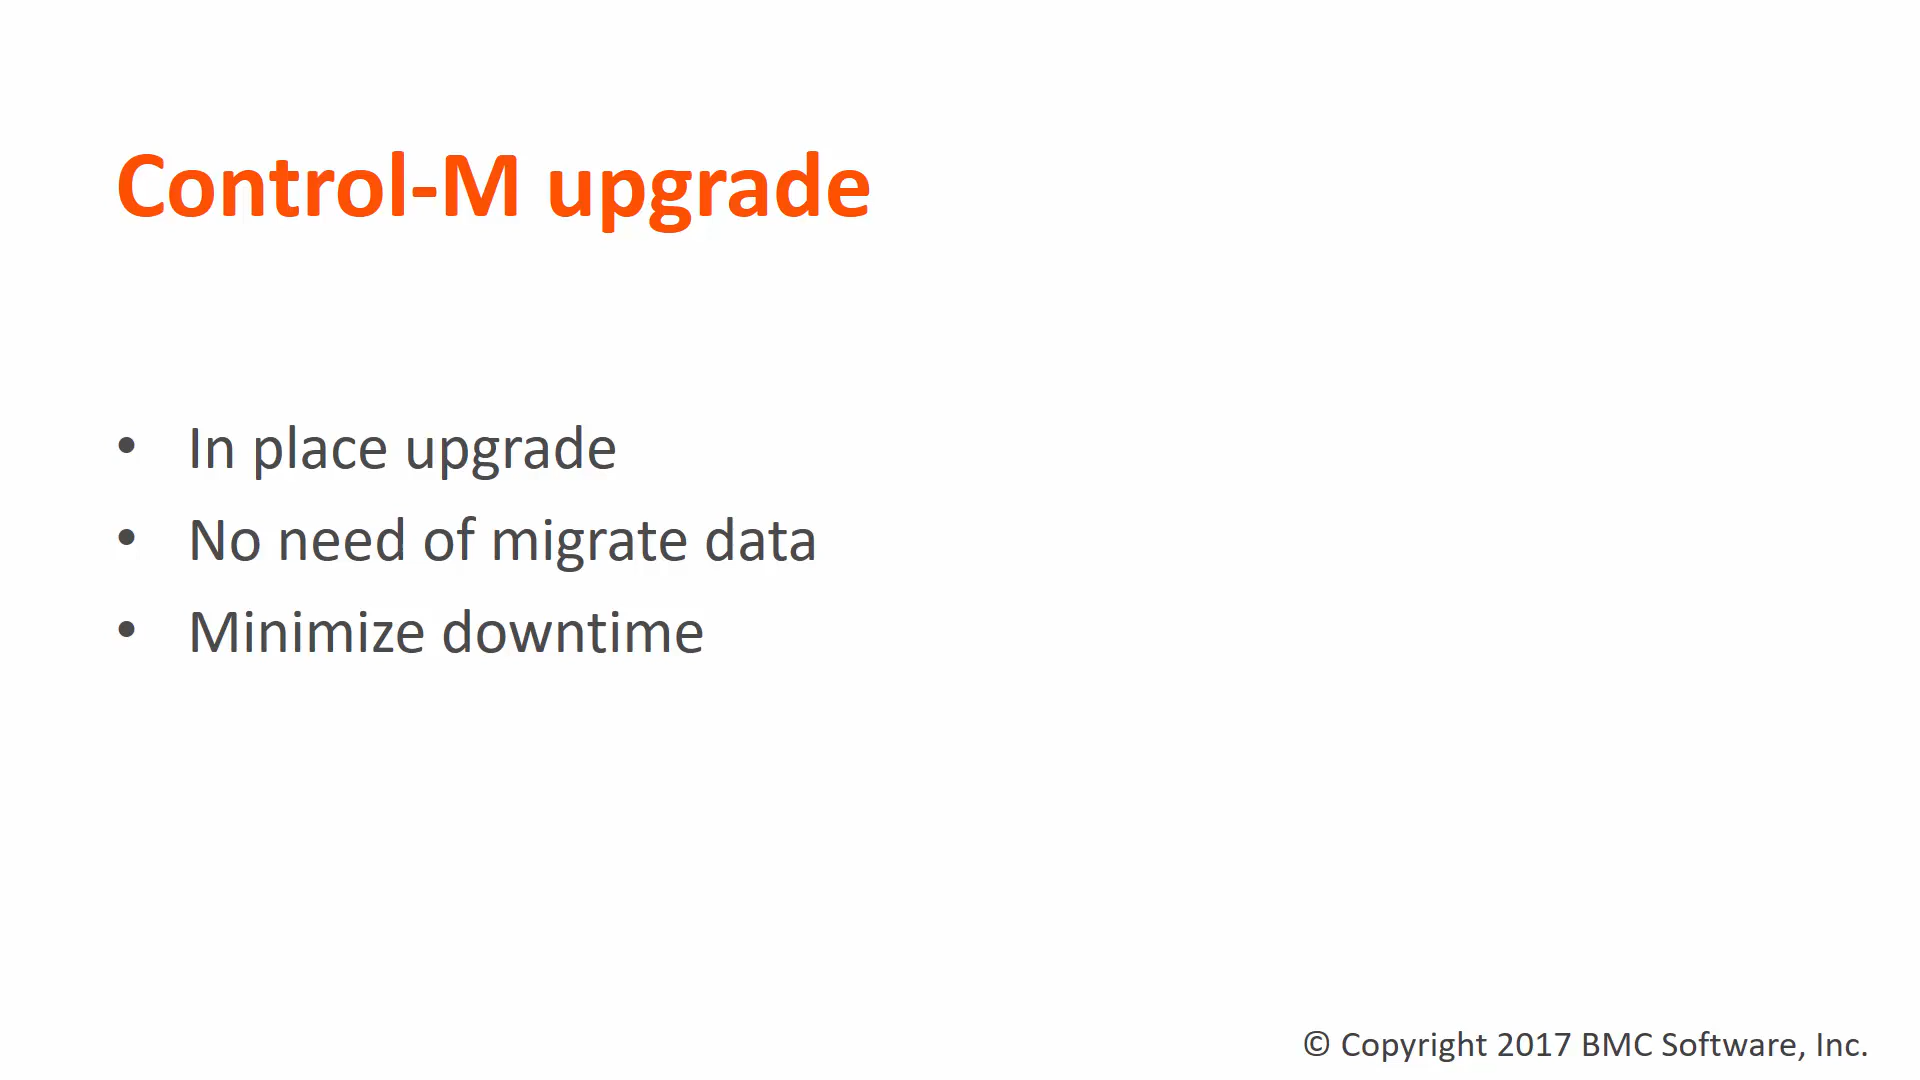 Control-M upgrade
• In place upgrade
• No need of migrate data
• Minimize downtime
© Copyright 2017 BMC Software, Inc.